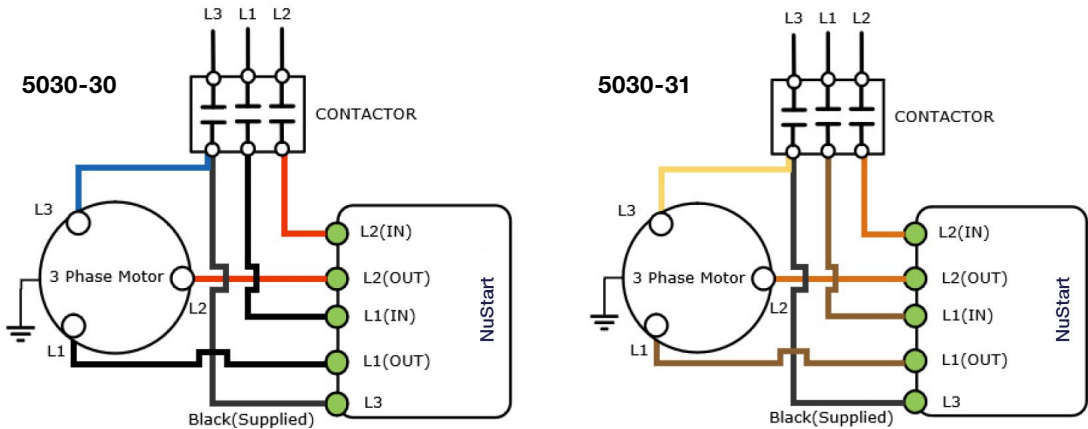 L3 L1 L2
5030-30
CONTACTOR
L3
3 Phase Motor
L2
L1
L2(IN)
L2(OUT)
L1(IN)
L1(OUT)
L3
NuStart
Black(Supplied)
L3 L1 L2
5030-31
CONTACTOR
L3
3 Phase Motor
L2
L1
L2(IN)
L2(OUT)
L1(IN)
L1(OUT)
L3
NuStart
Black(Supplied)